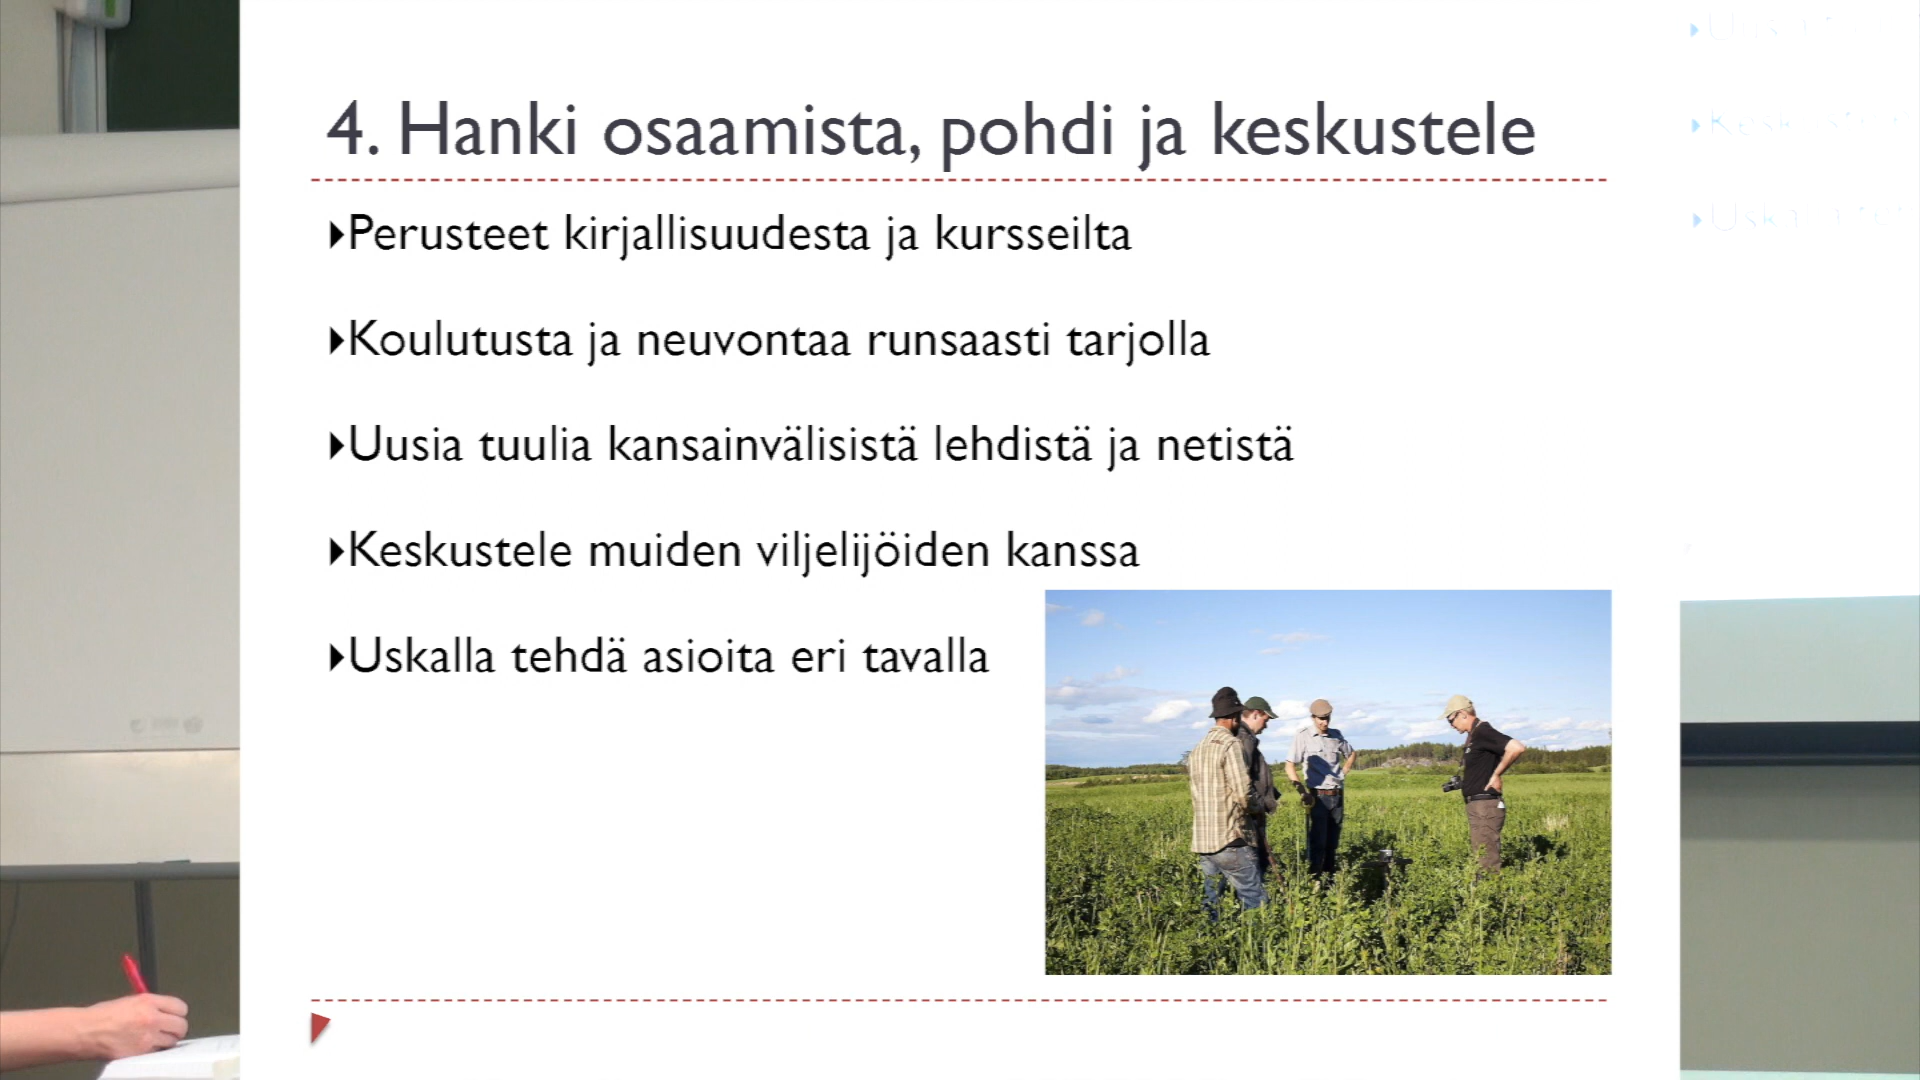 4. Hanki osaamista, pohdi ja keskustele
Perusteet kirjallisuudesta ja kursseilta
Koulutusta ja neuvontaa runsaasti tarjolla
Uusia tuulia kansainvälisistä lehdistä ja netistä
Keskustele muiden viljelijöiden kanssa
Uskalla tehdä asioita eri tavalla